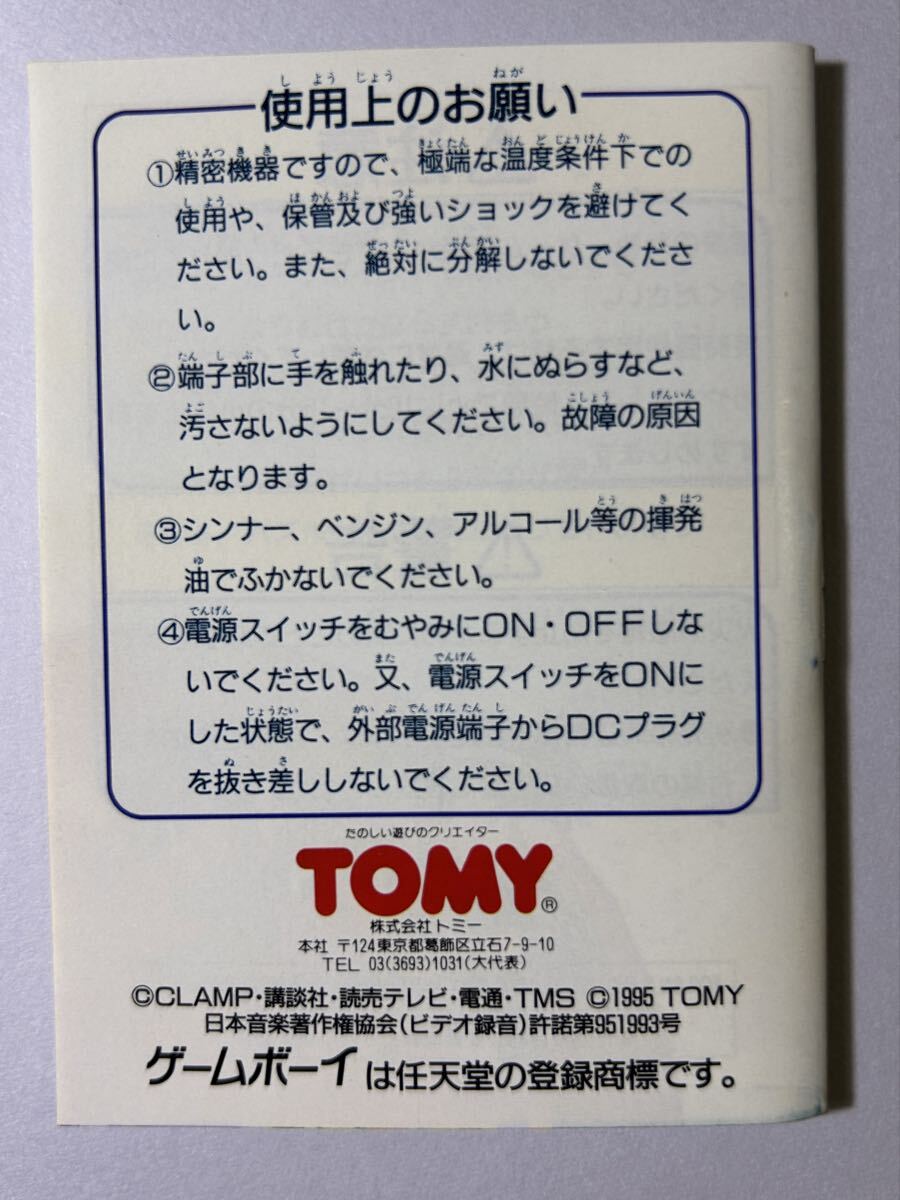 使用上のお願い
①精密機器ですので、極端な温度条件下での
使用や、保管及び強いショックを避けてく
ださい。また、絶対に分解しないでくださ
い。
②端子部に手を触れたり、水にぬらすなど、
汚さないようにしてください。故障の原因
となります。
③シンナー、ベンジン、アルコール等の揮発
油でふかないでください。
④電源スイッチをむやみにON・OFFしな
いでください。又、電源スイッチをONに
した状態で、外部電源端子からDCプラグ
を抜き差ししないでください。
たのしい遊びのクリエイター
TOMY®
株式会社トミー
本社 〒124東京都葛飾区立石7-9-10
TEL 03(3693)1031(大代表)
©CLAMP・講談社・読売テレビ・電通・TMS ©1995 TOMY
日本音楽著作権協会(ビデオ録音)許諾第951993号
ゲームボーイは任天堂の登録商標です。